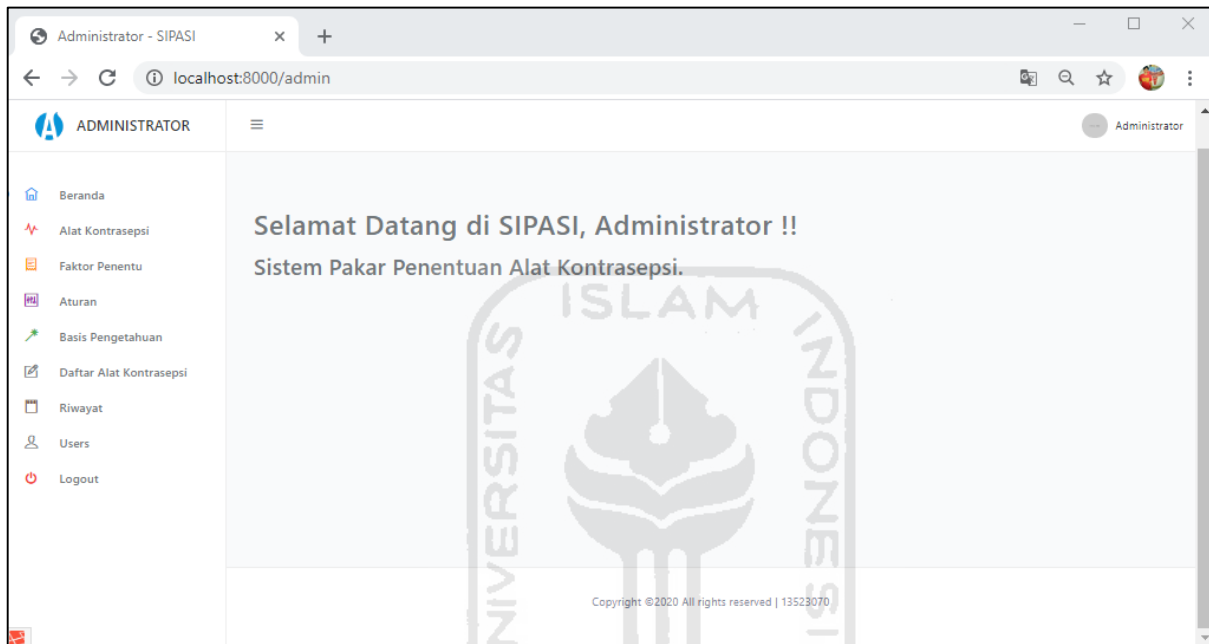 Administrator - SIPASI
localhost:8000/admin
ADMINISTRATOR
Administrator
Beranda
Alat Kontrasepsi
Faktor Penentu
Aturan
Basis Pengetahuan
Daftar Alat Kontrasepsi
Riwayat
Users
Logout
Selamat Datang di SIPASI, Administrator !!
Sistem Pakar Penentuan Alat Kontrasepsi.
UNIVERSITAS
ISLAM
INDONESI
Copyright ©2020 All rights reserved | 13523070